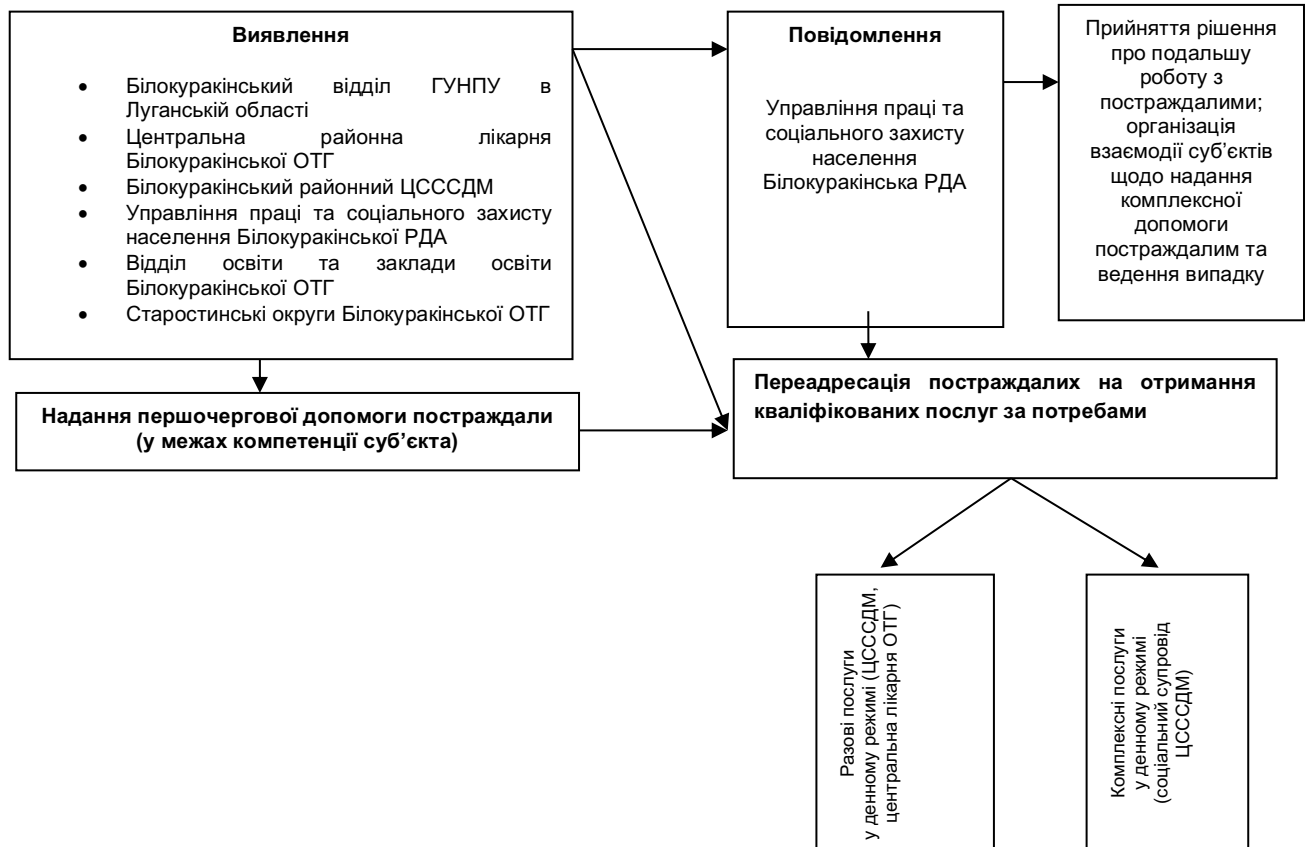 Виявлення
• Білокуракінський відділ ГУНПУ в
Луганській області
• Центральна районна лікарня
Білокуракінської ОТГ
• Білокуракінський районний ЦСССДМ
• Управління праці та соціального захисту
населення Білокуракінської РДА
• Відділ освіти та заклади освіти
Білокуракінської ОТГ
• Старостинські округи Білокуракінської ОТГ
Повідомлення
Управління праці та
соціального захисту
населення
Білокуракінська РДА
Прийняття рішення
про подальшу
роботу з
постраждалими;
організація
взаємодії суб’єктів
щодо надання
комплексної
допомоги
постраждалим та
ведення випадку
Надання першочергової допомоги постраждали
(у межах компетенції суб’єкта)
Переадресація постраждалих на отримання
кваліфікованих послуг за потребами
Разові послуги
у денному режимі (ЦСССДМ,
центральна лікарня ОТГ)
Комплексні послуги
у денному режимі
(соціальний супровід
ЦСССДМ)